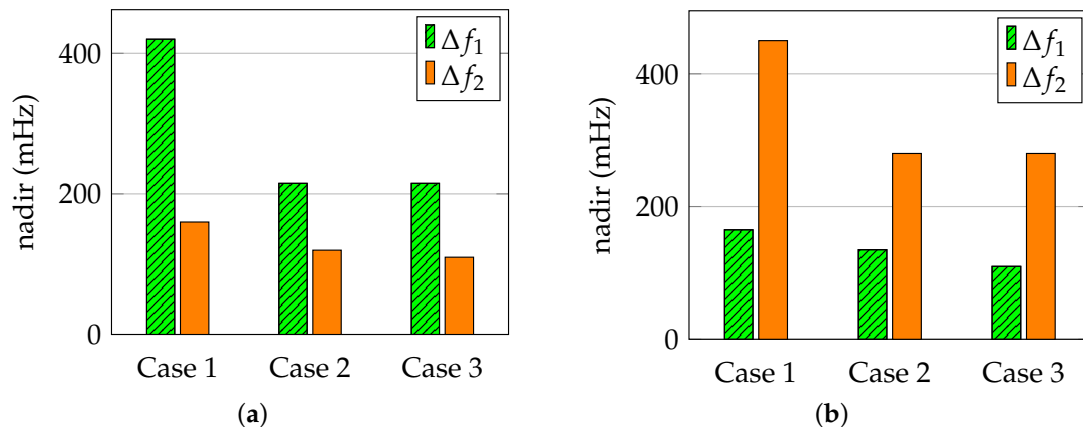 nadir (mHz)
400
200
0
Δf₁
Δf₂
Case 1 Case 2 Case 3
(a)
nadir (mHz)
400
200
0
Δf₁
Δf₂
Case 1 Case 2 Case 3
(b)